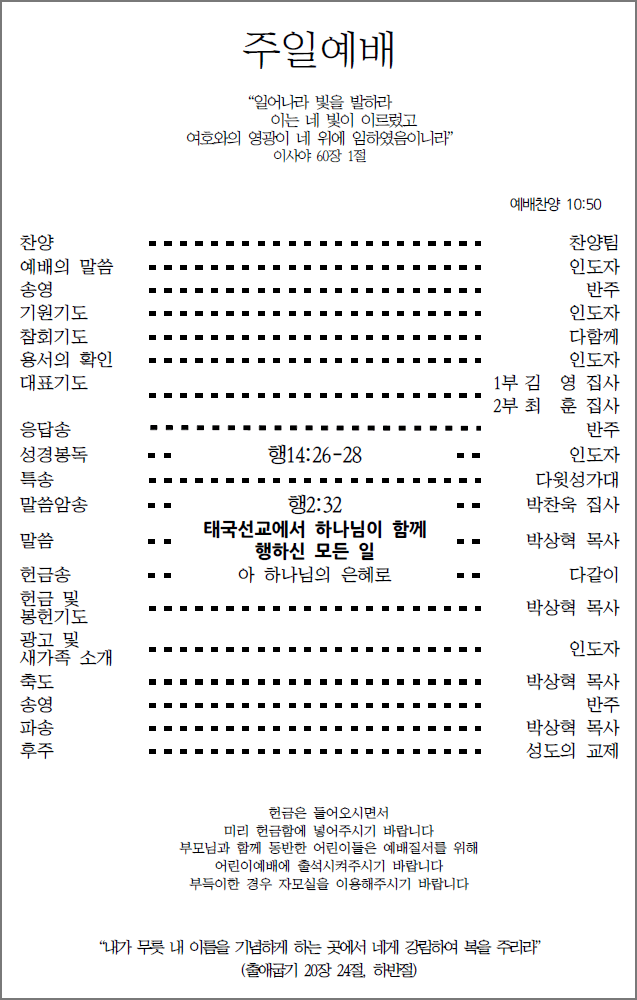 주일예배
“일어나라 빛을 발하라
이는 네 빛이 이르렀고
여호와의 영광이 네 위에 임하였음이니라”
이사야 60장 1절
예배찬양 10:50
찬양 찬양팀
예배의 말씀 인도자
송영 반주
기원기도 인도자
참회기도 다함께
용서의 확인 인도자
대표기도 1부 김 영 집사
2부 최 훈 집사
응답송 반주
성경봉독 행14:26-28 인도자
특송 다윗성가대
말씀암송 행2:32 박찬욱 집사
태국선교에서 하나님이 함께
말씀 박상혁 목사
행하신 모든 일
헌금송 아 하나님의 은혜로 다같이
헌금 및
봉헌기도 박상혁 목사
광고 및
새가족 소개 인도자
축도 박상혁 목사
송영 반주
파송 박상혁 목사
후주 성도의 교제
헌금은 들어오시면서
미리 헌금함에 넣어주시기 바랍니다
부모님과 함께 동반한 어린이들은 예배질서를 위해
어린이예배에 출석시켜주시기 바랍니다
부득이한 경우 자모실을 이용해주시기 바랍니다
“내가 무릇 내 이름을 기념하게 하는 곳에서 네게 강림하여 복을 주리라”
(출애굽기 20장 24절, 하반절)